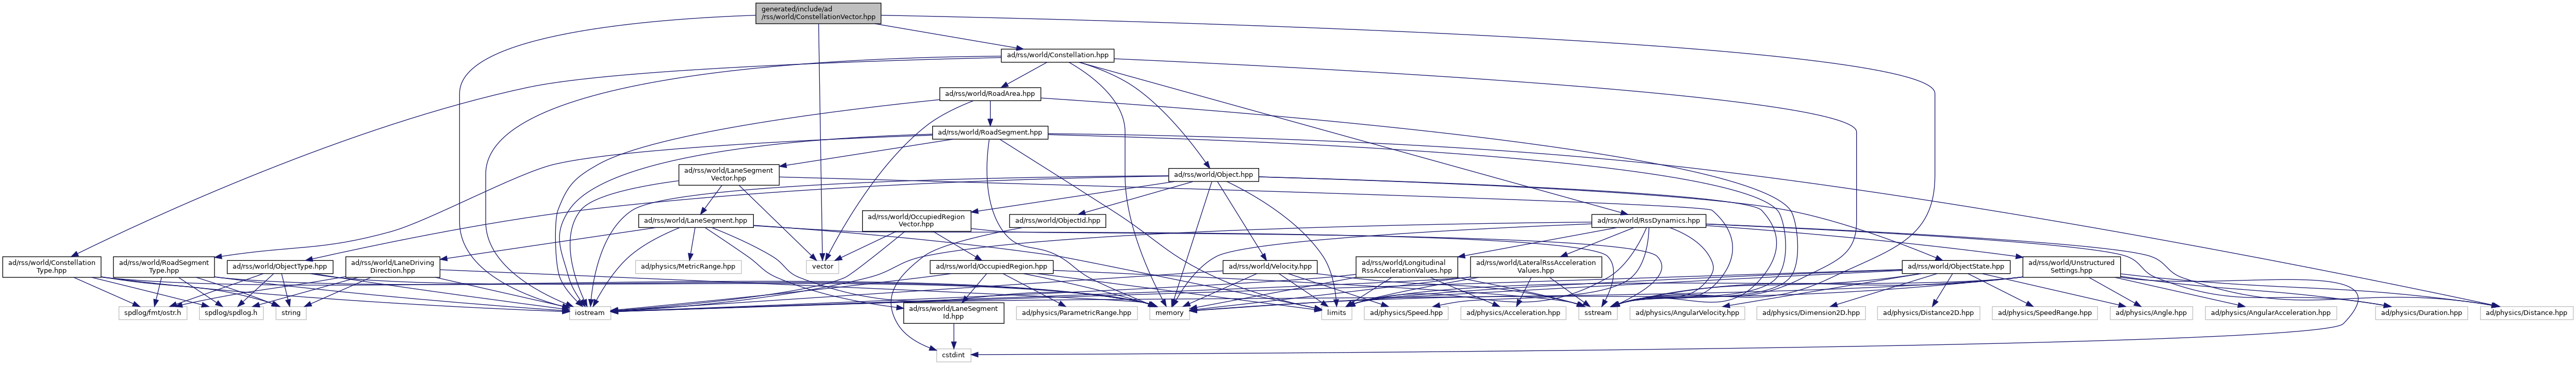 generated/include/ad
/rss/world/ConstellationVector.hpp
ad/rss/world/Constellation.hpp
ad/rss/world/RoadArea.hpp
ad/rss/world/RoadSegment.hpp
ad/rss/world/LaneSegment
Vector.hpp
ad/rss/world/Object.hpp
ad/rss/world/LaneSegment.hpp
ad/rss/world/OccupiedRegion
Vector.hpp
ad/rss/world/ObjectId.hpp
ad/rss/world/RssDynamics.hpp
ad/rss/world/Constellation
Type.hpp
ad/rss/world/RoadSegment
Type.hpp
ad/rss/world/ObjectType.hpp
ad/rss/world/LaneDriving
Direction.hpp
ad/physics/MetricRange.hpp
vector
ad/rss/world/OccupiedRegion.hpp
ad/rss/world/Velocity.hpp
ad/rss/world/Longitudinal
RssAccelerationValues.hpp
ad/rss/world/LateralRssAcceleration
Values.hpp
ad/rss/world/ObjectState.hpp
ad/rss/world/Unstructured
Settings.hpp
spdlog/fmt/ostr.h
spdlog/spdlog.h
string
iostream
ad/rss/world/LaneSegment
Id.hpp
ad/physics/ParametricRange.hpp
memory
limits
ad/physics/Speed.hpp
ad/physics/Acceleration.hpp
sstream
ad/physics/AngularVelocity.hpp
ad/physics/Dimension2D.hpp
ad/physics/Distance2D.hpp
ad/physics/SpeedRange.hpp
ad/physics/Angle.hpp
ad/physics/AngularAcceleration.hpp
ad/physics/Duration.hpp
ad/physics/Distance.hpp
cstdint